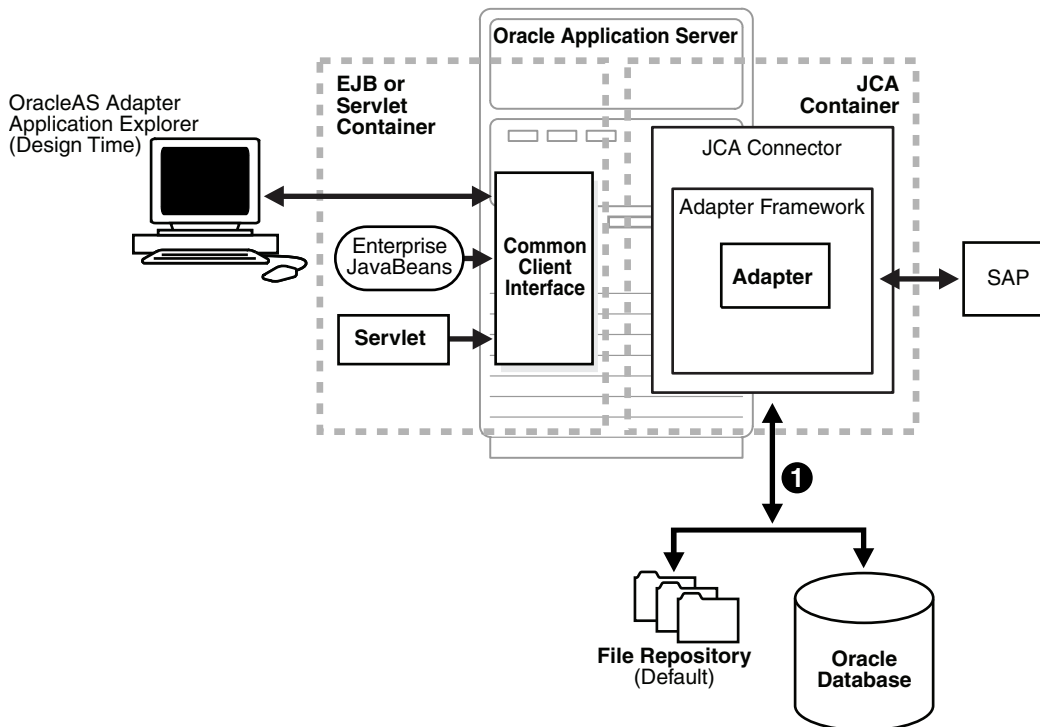 Oracle Application Server
EJB or
Servlet
Container
JCA
Container
OracleAS Adapter
Application Explorer
(Design Time)
JCA Connector
Adapter Framework
Adapter
Enterprise
JavaBeans
Common
Client
Interface
SAP
Servlet
1
File Repository
(Default)
Oracle
Database